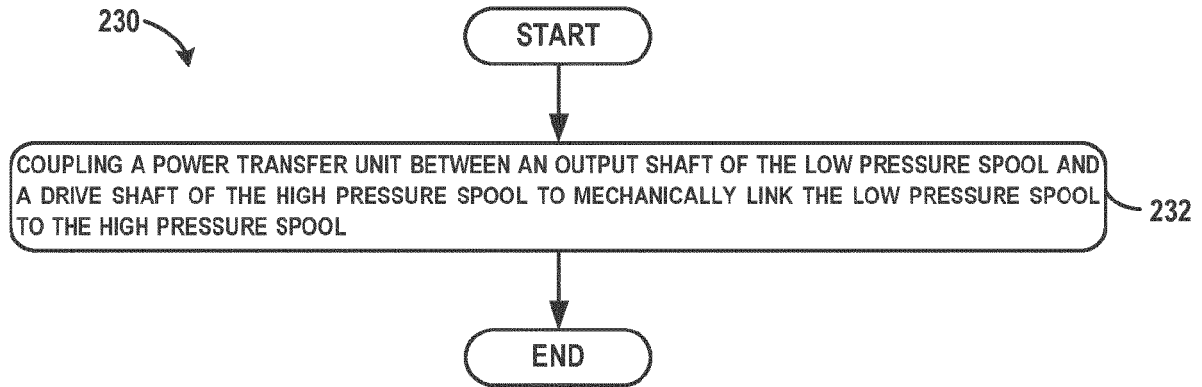 230
START
COUPLING A POWER TRANSFER UNIT BETWEEN AN OUTPUT SHAFT OF THE LOW PRESSURE SPOOL AND
A DRIVE SHAFT OF THE HIGH PRESSURE SPOOL TO MECHANICALLY LINK THE LOW PRESSURE SPOOL
TO THE HIGH PRESSURE SPOOL
232
END